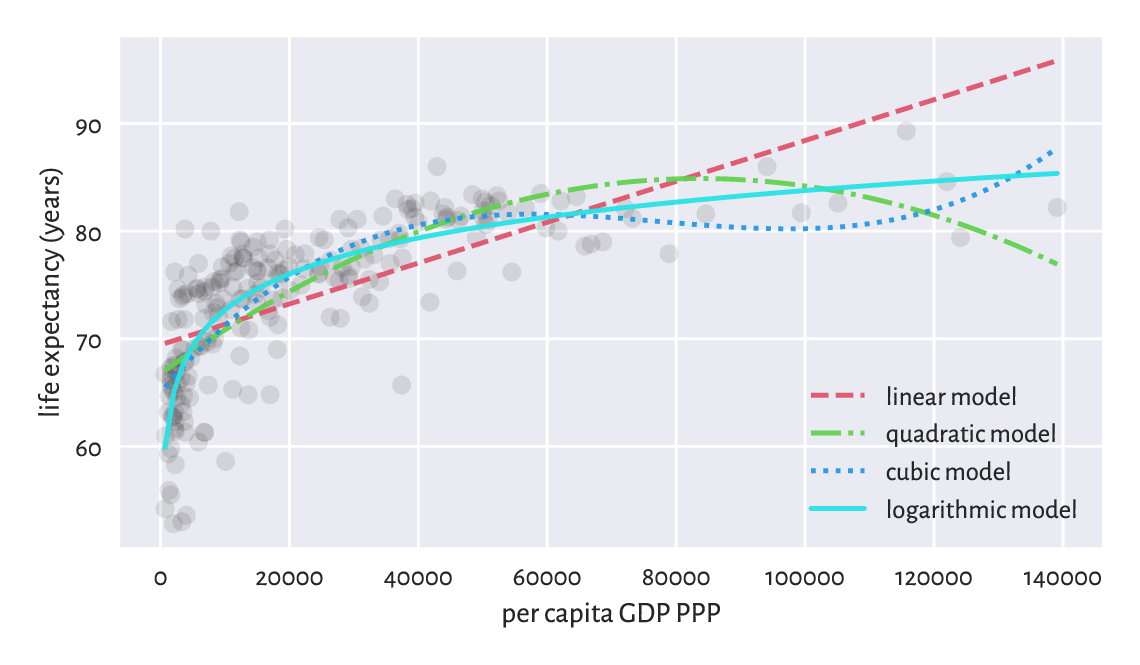 90
80
70
60
life expectancy (years)
linear model
quadratic model
cubic model
logarithmic model
0 20000 40000 60000 80000 100000 120000 140000
per capita GDP PPP